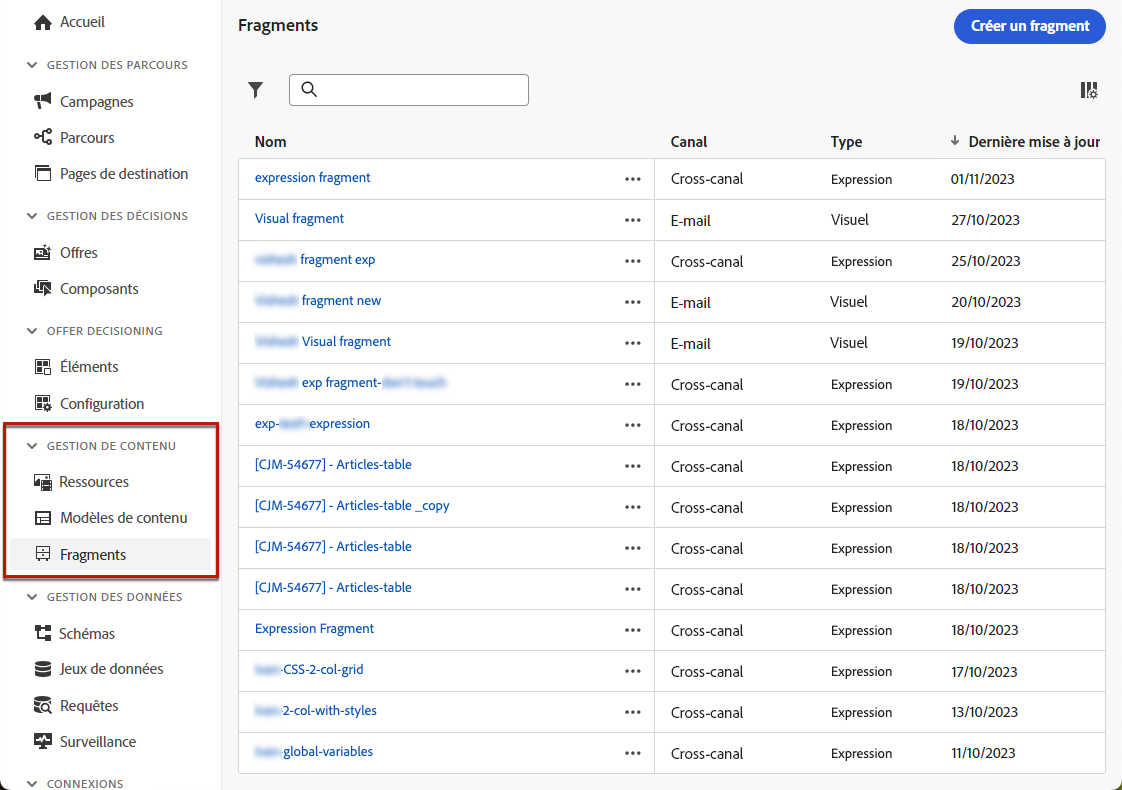 Accueil
GESTION DES PARCOURS
Campagnes
Parcours
Pages de destination
GESTION DES DÉCISIONS
Offres
Composants
OFFER DECISIONING
Éléments
Configuration
GESTION DE CONTENU
Ressources
Modèles de contenu
Fragments
GESTION DES DONNÉES
Schémas
Jeux de données
Requêtes
Surveillance
CONNEXIONS
Fragments
Créer un fragment
Nom Canal Type Dernière mise à jour
expression fragment Cross-canal Expression 01/11/2023
Visual fragment E-mail Visuel 27/10/2023
fragment exp Cross-canal Expression 25/10/2023
fragment new E-mail Visuel 20/10/2023
Visual fragment E-mail Visuel 19/10/2023
exp fragment- Cross-canal Expression 19/10/2023
exp- expression Cross-canal Expression 18/10/2023
[CJM-54677] - Articles-table Cross-canal Expression 18/10/2023
[CJM-54677] - Articles-table _copy Cross-canal Expression 18/10/2023
[CJM-54677] - Articles-table Cross-canal Expression 18/10/2023
[CJM-54677] - Articles-table Cross-canal Expression 18/10/2023
Expression Fragment Cross-canal Expression 18/10/2023
-CSS-2-col-grid Cross-canal Expression 17/10/2023
2-col-with-styles Cross-canal Expression 13/10/2023
-global-variables Cross-canal Expression 11/10/2023